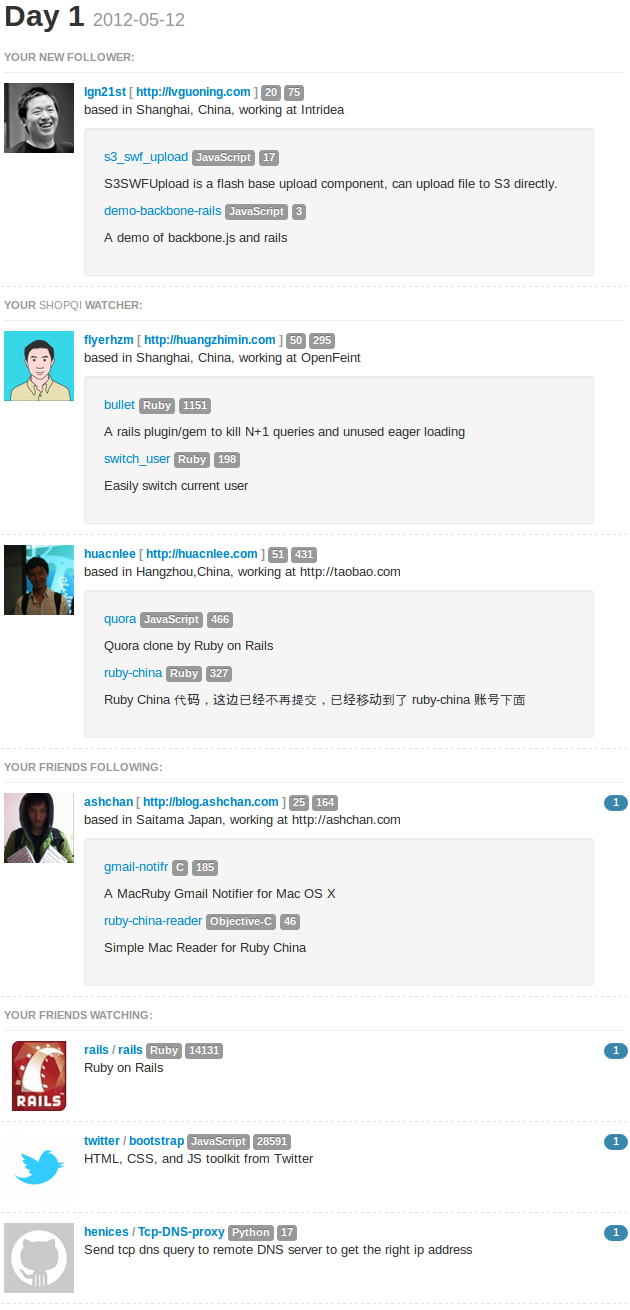 Day 1 2012-05-12
YOUR NEW FOLLOWER:
lgn21st [ http://lvguoning.com ] 20 75
based in Shanghai, China, working at Intridea
s3_swf_upload JavaScript 17
S3SWFUpload is a flash base upload component, can upload file to S3 directly.
demo-backbone-rails JavaScript 3
A demo of backbone.js and rails
YOUR SHOPQI WATCHER:
flyerhzm [ http://huangzhimin.com ] 50 295
based in Shanghai, China, working at OpenFeint
bullet Ruby 1151
A rails plugin/gem to kill N+1 queries and unused eager loading
switch_user Ruby 198
Easily switch current user
huacnlee [ http://huacnlee.com ] 51 431
based in Hangzhou,China, working at http://taobao.com
quora JavaScript 466
Quora clone by Ruby on Rails
ruby-china Ruby 327
Ruby China 代码，这边已经不再提交，已经移动到了 ruby-china 账号下面
YOUR FRIENDS FOLLOWING:
ashchan [ http://blog.ashchan.com ] 25 164 1
based in Saitama Japan, working at http://ashchan.com
gmail-notifr C 185
A MacRuby Gmail Notifier for Mac OS X
ruby-china-reader Objective-C 46
Simple Mac Reader for Ruby China
YOUR FRIENDS WATCHING:
rails / rails Ruby 14131 1
Ruby on Rails
RAILS
twitter / bootstrap JavaScript 28591 1
HTML, CSS, and JS toolkit from Twitter
henices / Tcp-DNS-proxy Python 17 1
Send tcp dns query to remote DNS server to get the right ip address